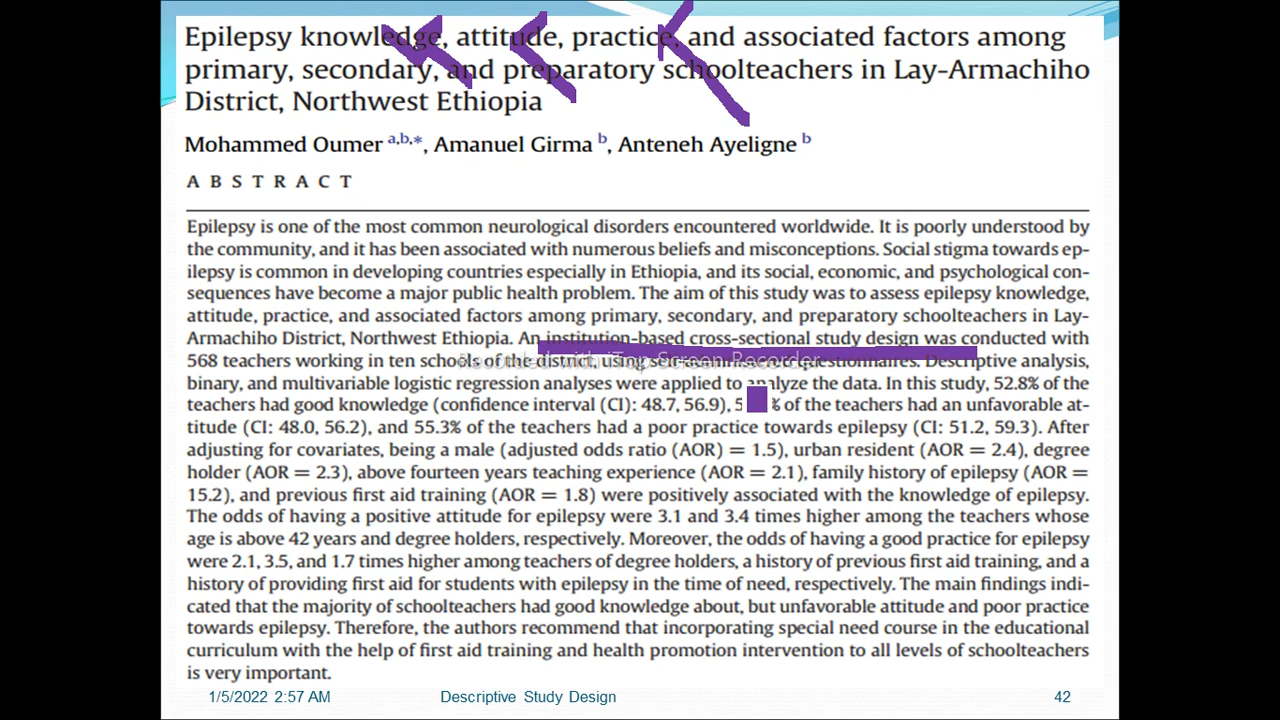 Epilepsy knowledge, attitude, practice, and associated factors among
primary, secondary, and preparatory schoolteachers in Lay-Armachiho
District, Northwest Ethiopia
Mohammed Oumer a,b,*, Amanuel Girma b, Anteneh Ayeligne b
A B S T R A C T
Epilepsy is one of the most common neurological disorders encountered worldwide. It is poorly understood by
the community, and it has been associated with numerous beliefs and misconceptions. Social stigma towards ep-
ilepsy is common in developing countries especially in Ethiopia, and its social, economic, and psychological con-
sequences have become a major public health problem. The aim of this study was to assess epilepsy knowledge,
attitude, practice, and associated factors among primary, secondary, and preparatory schoolteachers in Lay-
Armachiho District, Northwest Ethiopia. An institution-based cross-sectional study design was conducted with
568 teachers working in ten schools of the district, using questionnaires. Descriptive analysis,
Recorded with iTop Screen Recorder
binary, and multivariable logistic regression analyses were applied to analyze the data. In this study, 52.8% of the
teachers had good knowledge (confidence interval (CI): 48.7, 56.9), % of the teachers had an unfavorable at-
titude (CI: 48.0, 56.2), and 55.3% of the teachers had a poor practice towards epilepsy (CI: 51.2, 59.3). After
adjusting for covariates, being a male (adjusted odds ratio (AOR) = 1.5), urban resident (AOR = 2.4), degree
holder (AOR = 2.3), above fourteen years teaching experience (AOR = 2.1), family history of epilepsy (AOR =
15.2), and previous first aid training (AOR = 1.8) were positively associated with the knowledge of epilepsy.
The odds of having a positive attitude for epilepsy were 3.1 and 3.4 times higher among the teachers whose
age is above 42 years and degree holders, respectively. Moreover, the odds of having a good practice for epilepsy
were 2.1, 3.5, and 1.7 times higher among teachers of degree holders, a history of previous first aid training, and a
history of providing first aid for students with epilepsy in the time of need, respectively. The main findings indi-
cated that the majority of schoolteachers had good knowledge about, but unfavorable attitude and poor practice
towards epilepsy. Therefore, the authors recommend that incorporating special need course in the educational
curriculum with the help of first aid training and health promotion intervention to all levels of schoolteachers
is very important.
1/5/2022 2:57 AM
Descriptive Study Design
42